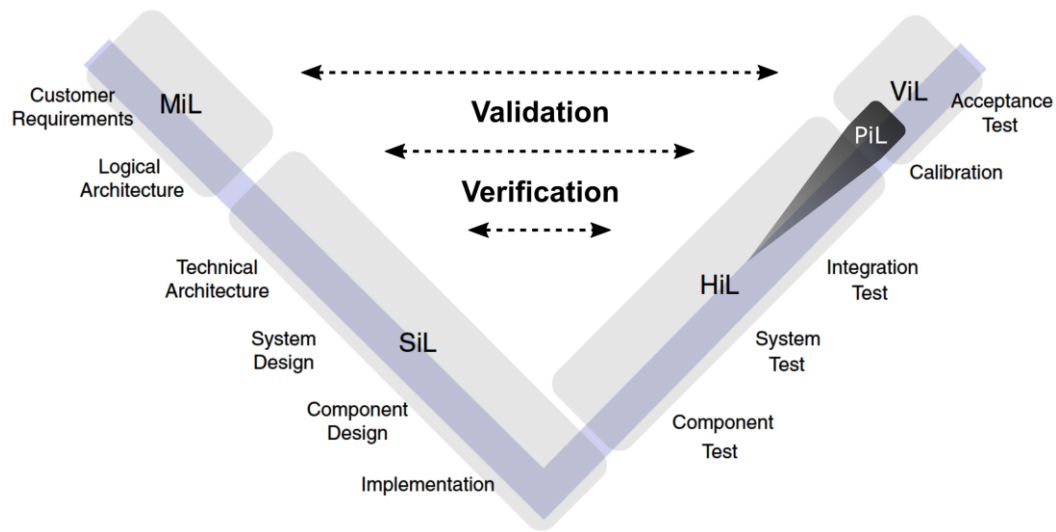 MiL
ViL
Customer
Requirements
Acceptance
Test
Validation
PiL
Logical
Architecture
Calibration
Verification
Technical
Architecture
Integration
Test
HiL
System
Design
SiL
System
Test
Component
Design
Component
Test
Implementation